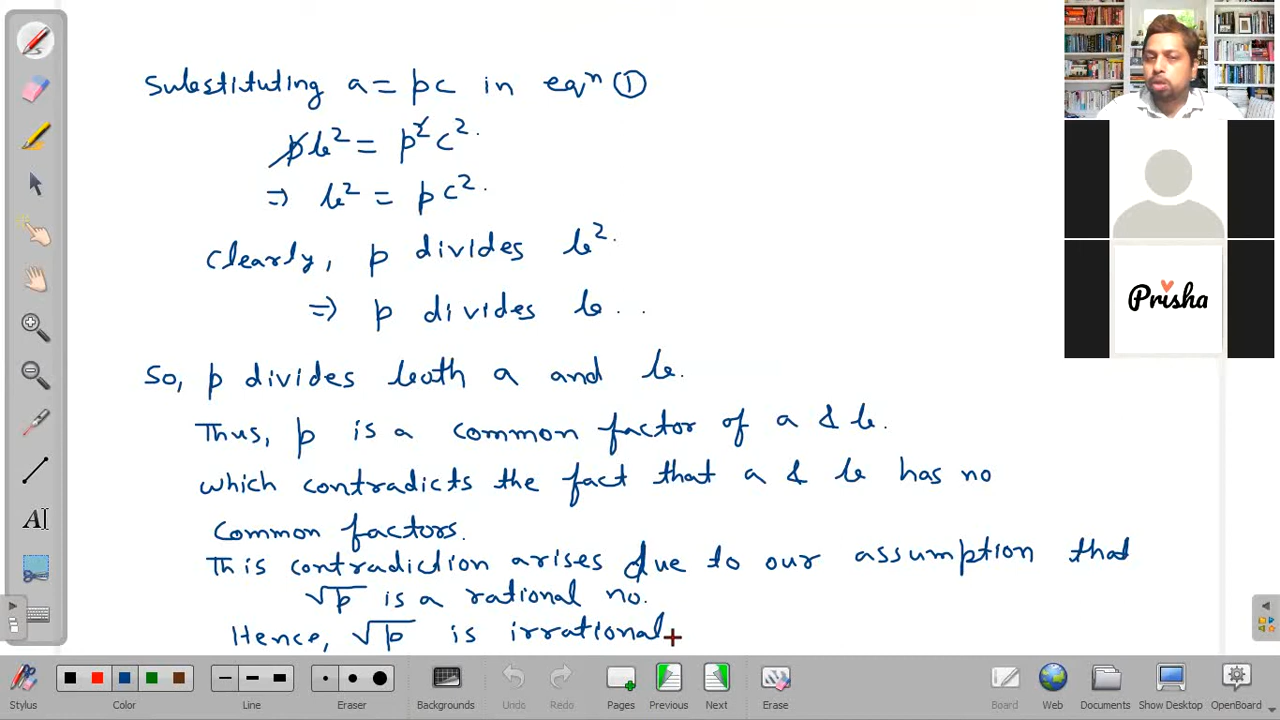 Substituting a = pc in eqⁿ ①
pb² = p²c².
⇒ b² = pc².
clearly, p divides b².
⇒ p divides b. .
So, p divides both a and b.
Thus, p is a common factor of a & b.
which contradicts the fact that a & b has no
common factors.
This contradiction arises due to our assumption that
√p is a rational no.
Hence, √p is irrational
Prisha
AI
Stylus
Color
Line
Eraser
Backgrounds
Undo
Redo
Pages
Previous
Next
Erase
Board
Web
Documents
Show Desktop
OpenBoard